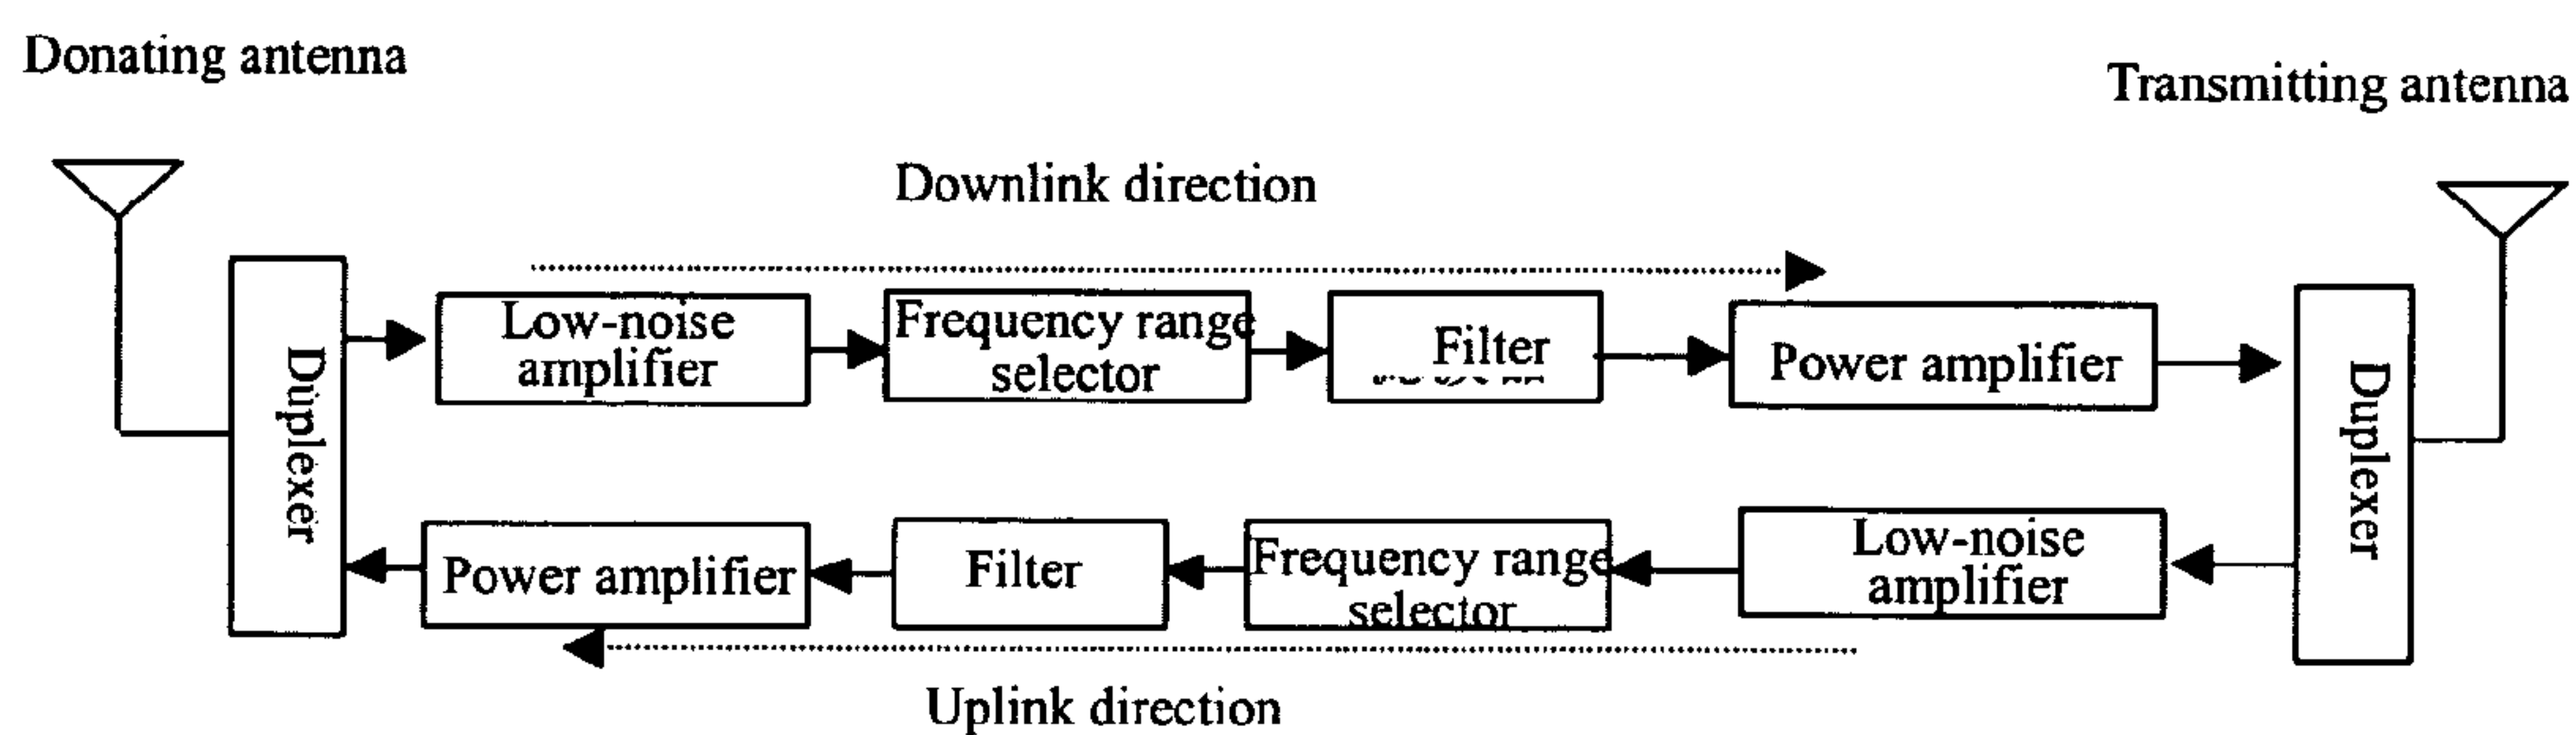 Donating antenna
Transmitting antenna
Downlink direction
Duplexer
Low-noise
amplifier
Frequency range
selector
Filter
Power amplifier
Duplexer
Power amplifier
Filter
Frequency range
selector
Low-noise
amplifier
Uplink direction